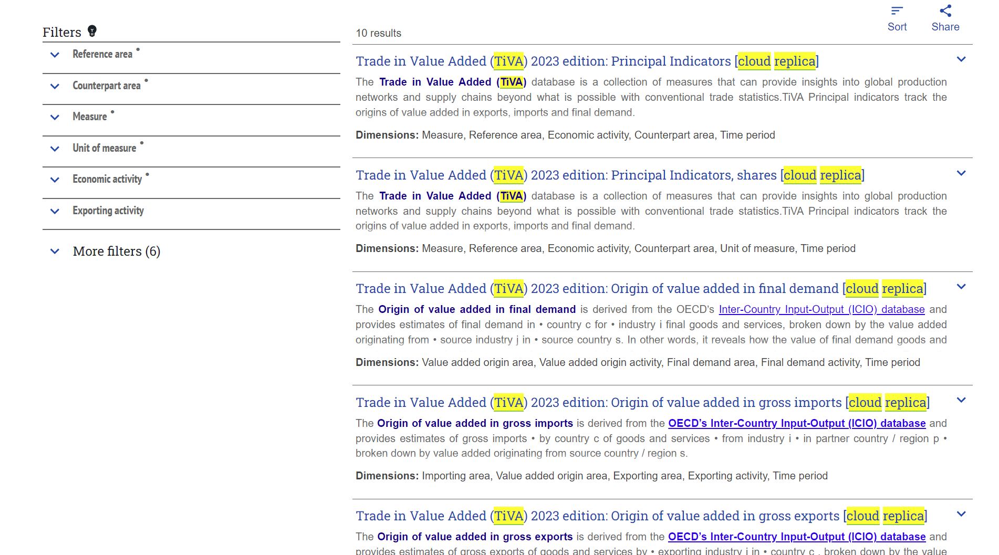 Sort
Share
Filters
10 results
Reference area •
Counterpart area •
Measure •
Unit of measure •
Economic activity •
Exporting activity
More filters (6)
Trade in Value Added (TiVA) 2023 edition: Principal Indicators [cloud replica]
The Trade in Value Added (TiVA) database is a collection of measures that can provide insights into global production
networks and supply chains beyond what is possible with conventional trade statistics.TiVA Principal indicators track the
origins of value added in exports, imports and final demand.
Dimensions: Measure, Reference area, Economic activity, Counterpart area, Time period
Trade in Value Added (TiVA) 2023 edition: Principal Indicators, shares [cloud replica]
The Trade in Value Added (TiVA) database is a collection of measures that can provide insights into global production
networks and supply chains beyond what is possible with conventional trade statistics.TiVA Principal indicators track the
origins of value added in exports, imports and final demand.
Dimensions: Measure, Reference area, Economic activity, Counterpart area, Unit of measure, Time period
Trade in Value Added (TiVA) 2023 edition: Origin of value added in final demand [cloud replica]
The Origin of value added in final demand is derived from the OECD’s Inter-Country Input-Output (ICIO) database and
provides estimates of final demand in • country c for • industry i final goods and services, broken down by the value added
originating from • source industry j in • source country s. In other words, it reveals how the value of final demand goods and
Dimensions: Value added origin area, Value added origin activity, Final demand area, Final demand activity, Time period
Trade in Value Added (TiVA) 2023 edition: Origin of value added in gross imports [cloud replica]
The Origin of value added in gross imports is derived from the OECD’s Inter-Country Input-Output (ICIO) database and
provides estimates of gross imports • by country c of goods and services • from industry i • in partner country / region p •
broken down by value added originating from source country / region s.
Dimensions: Importing area, Value added origin area, Exporting area, Exporting activity, Time period
Trade in Value Added (TiVA) 2023 edition: Origin of value added in gross exports [cloud replica]
The Origin of value added in gross exports is derived from the OECD’s Inter-Country Input-Output (ICIO) database and
provides estimates of gross exports of goods and services by • exporting industry i in • country c , broken down by the value